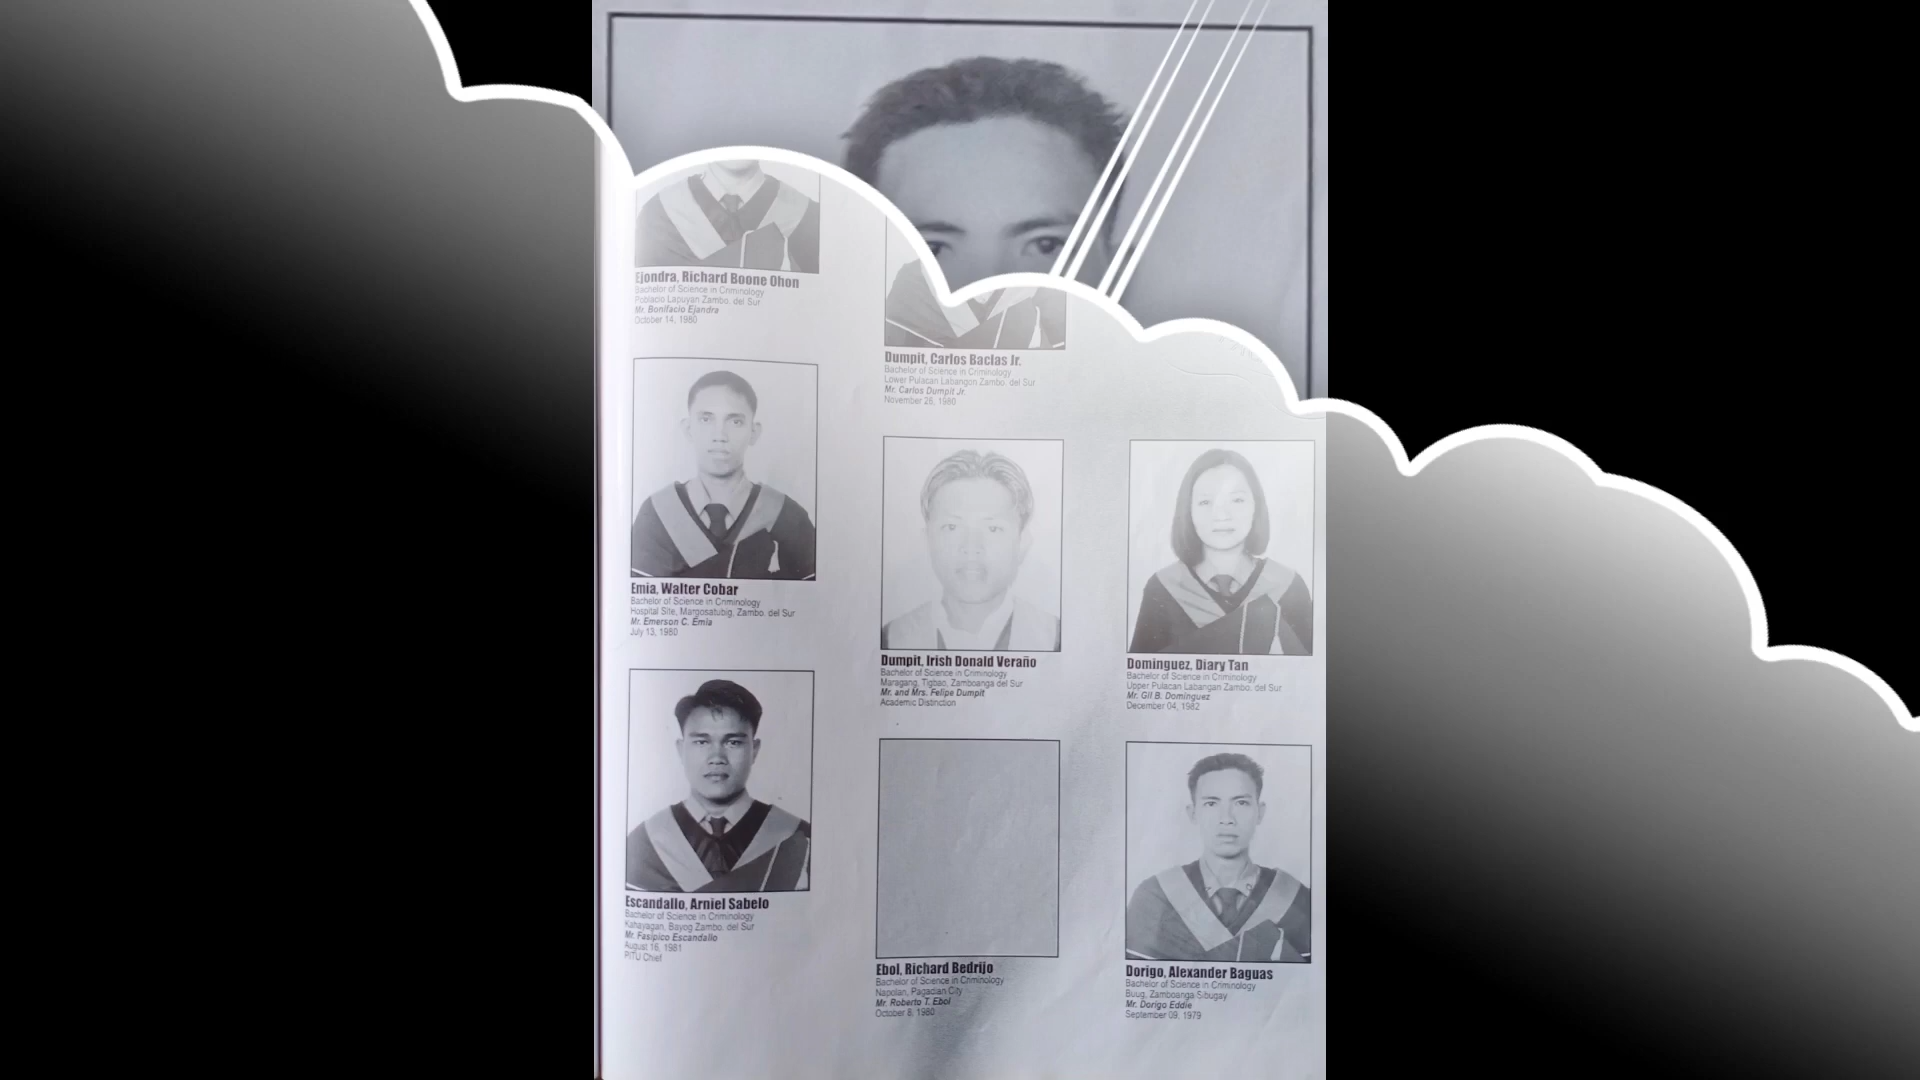 Ejondra, Richard Boone Ohon
Bachelor of Science in Criminology
Poblacio Lapuyan Zambo. del Sur
Mr. Bonifacio Ejandra
October 14, 1980
Emia, Walter Cobar
Bachelor of Science in Criminology
Hospital Site, Margosatubig, Zambo. del Sur
Mr. Emerson C. Emia
July 13, 1980
Escandallo, Arniel Sabelo
Bachelor of Science in Criminology
Kahayagan, Bayog Zambo. del Sur
Mr. Fasipico Escandallo
August 16, 1981
PITU Chief
Dumpit, Carlos Baclas Jr.
Bachelor of Science in Criminology
Lower Pulacan Labangon Zambo. del Sur
Mr. Carlos Dumpit Jr.
November 26, 1980
Dumpit, Irish Donald Veraño
Bachelor of Science in Criminology
Maragang, Tigbao, Zamboanga del Sur
Mr. and Mrs. Felipe Dumpit
Academic Distinction
Ebol, Richard Bedrijo
Bachelor of Science in Criminology
Napolan, Pagadian City
Mr. Roberto T. Ebol
October 8, 1980
Dominguez, Diary Tan
Bachelor of Science in Criminology
Upper Pulacan Labangan Zambo. del Sur
Mr. Gil B. Dominguez
December 04, 1982
Dorigo, Alexander Baguas
Bachelor of Science in Criminology
Buug, Zamboanga Sibugay
Mr. Dorigo Eddie
September 09, 1979